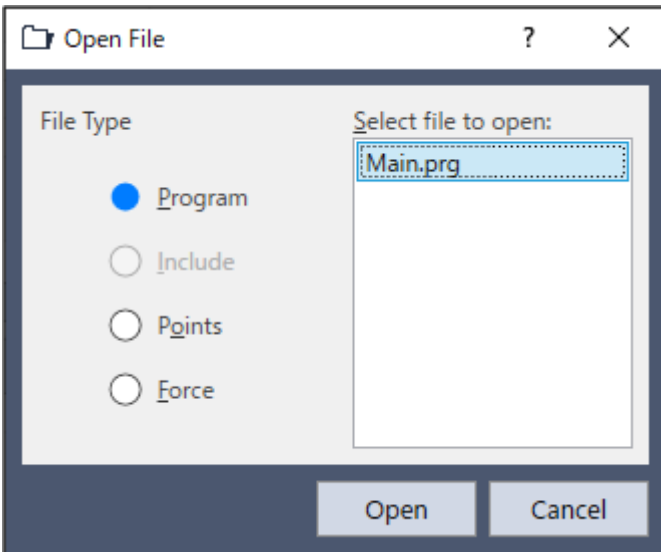 Open File
?
File Type
Program
Include
Points
Force
Select file to open:
Main.prg
Open
Cancel